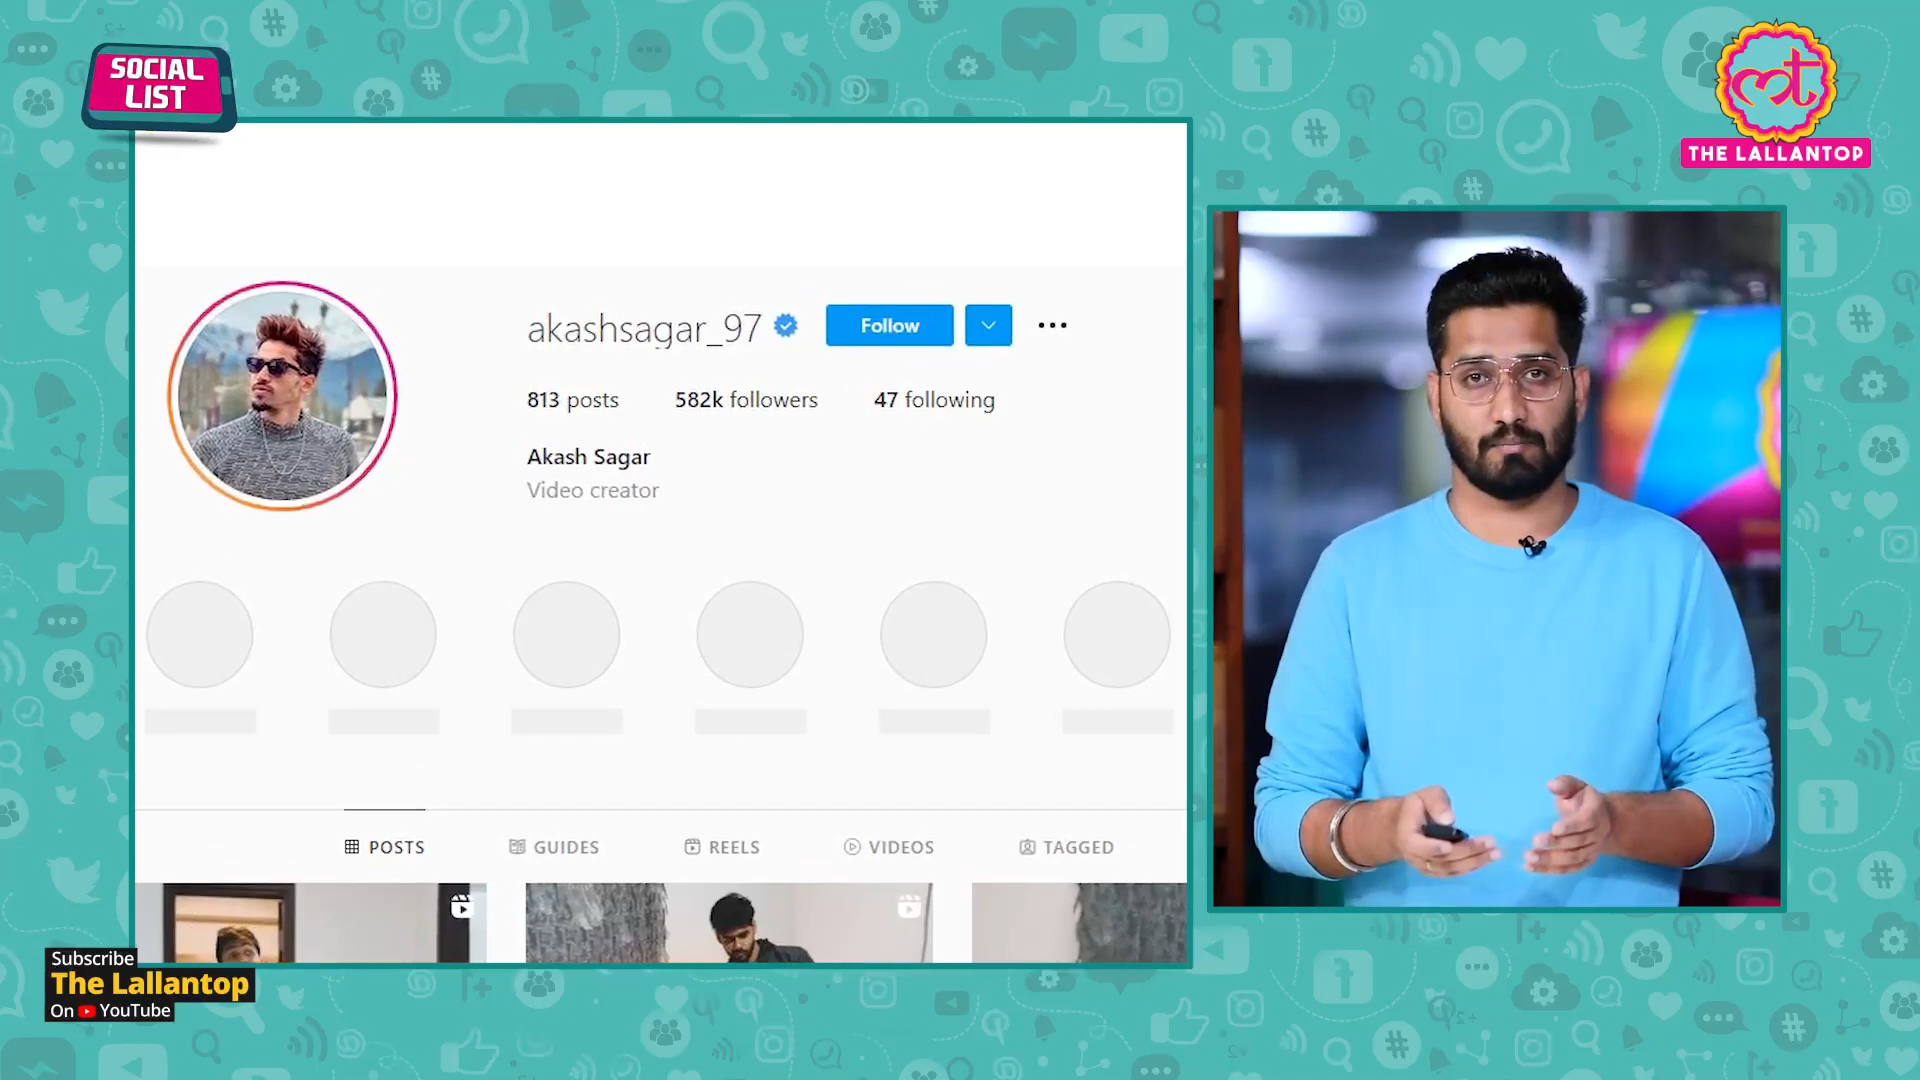 SOCIAL
LIST
THE LALLANTOP
akashsagar_97
Follow
813 posts
582k followers
47 following
Akash Sagar
Video creator
POSTS
GUIDES
REELS
VIDEOS
TAGGED
Subscribe
The Lallantop
On YouTube